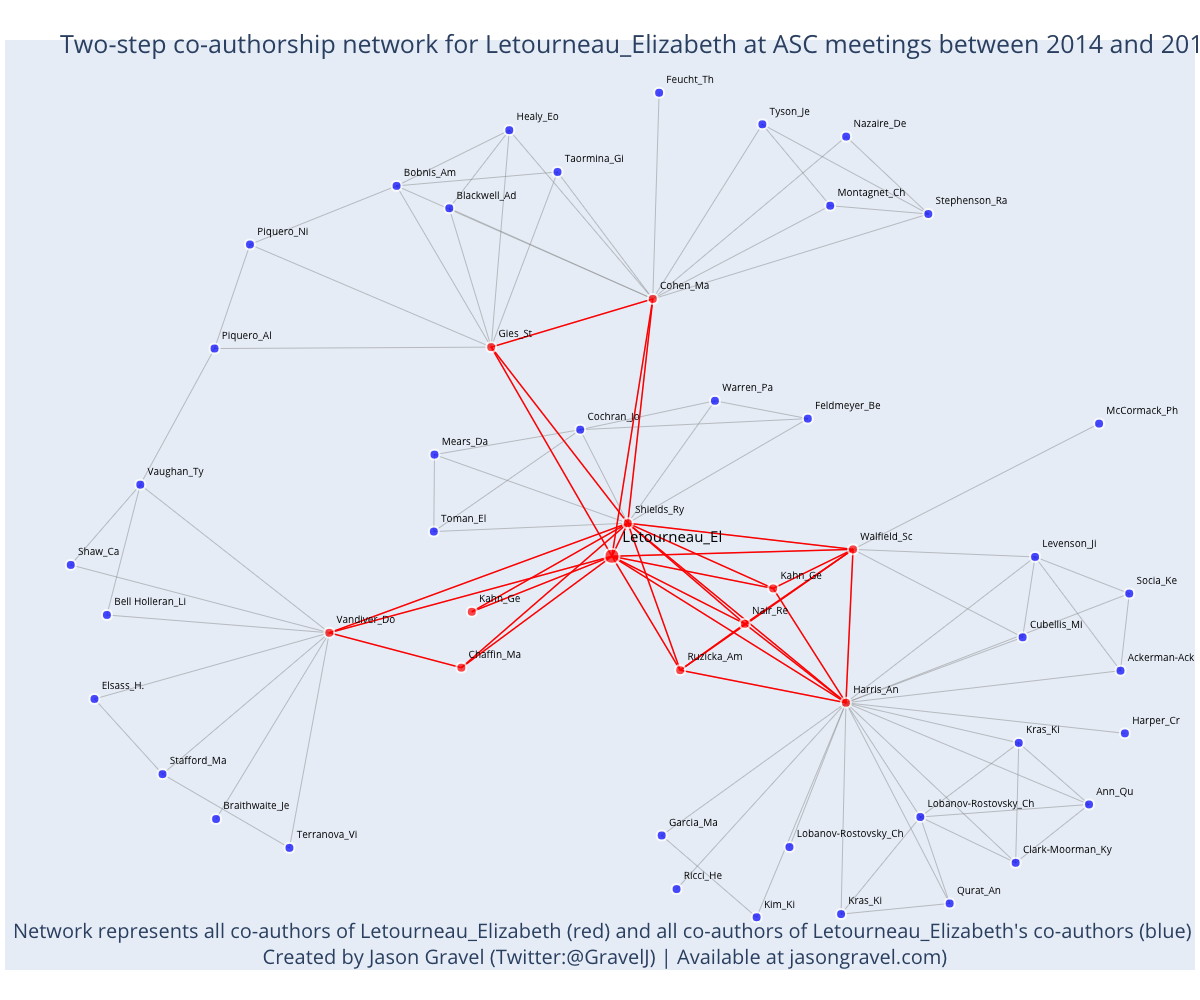 Two-step co-authorship network for Letourneau_Elizabeth at ASC meetings between 2014 and 201
Feucht_Th
Tyson_Je
Healy_Eo
Nazaire_De
Taormina_Gi
Bobnis_Am
Blackwell_Ad
Montagnet_Ch
Stephenson_Ra
Piquero_Ni
Cohen_Ma
Piquero_Al
Gies_St
Warren_Pa
Feldmeyer_Be
McCormack_Ph
Cochran_Jo
Mears_Da
Vaughan_Ty
Shields_Ry
Toman_El
Letourneau_El
Walfield_Sc
Shaw_Ca
Levenson_Ji
Kahn_Ge
Socia_Ke
Bell Holleran_Li
Kahn_Ge
Nair_Re
Vandiver_Do
Cubellis_Mi
Chaffin_Ma
Ruzicka_Am
Ackerman-Ack
Elsass_H.
Harris_An
Harper_Cr
Kras_Ki
Stafford_Ma
Ann_Qu
Braithwaite_Je
Lobanov-Rostovsky_Ch
Garcia_Ma
Terranova_Vi
Lobanov-Rostovsky_Ch
Clark-Moorman_Ky
Ricci_He
Qurat_An
Kim_Ki
Kras_Ki
Network represents all co-authors of Letourneau_Elizabeth (red) and all co-authors of Letourneau_Elizabeth's co-authors (blue)
Created by Jason Gravel (Twitter:@GravelJ) | Available at jasongravel.com)